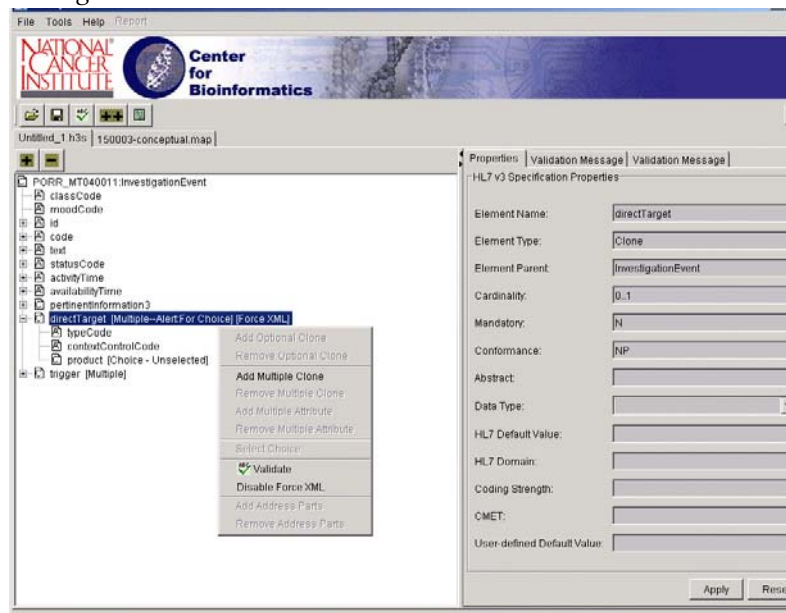 File Tools Help Report
NATIONAL
CANCER
INSTITUTE
Center
for
Bioinformatics
Untitled_1.h3s 150003-conceptual.map
Properties Validation Message Validation Message
PORR_MT040011:InvestigationEvent
classCode
moodCode
id
code
text
statusCode
activityTime
availabilityTime
pertinentInformation3
directTarget [Multiple--Alert:For Choice] [Force XML]
typeCode
contextControlCode
product [Choice - Unselected]
trigger [Multiple]
Add Optional Clone
Remove Optional Clone
Add Multiple Clone
Remove Multiple Clone
Add Multiple Attribute
Remove Multiple Attribute
Select Choice
Validate
Disable Force XML
Add Address Parts
Remove Address Parts
HL7 v3 Specification Properties
Element Name: directTarget
Element Type: Clone
Element Parent: InvestigationEvent
Cardinality: 0..1
Mandatory: N
Conformance: NP
Abstract:
Data Type:
HL7 Default Value:
HL7 Domain:
Coding Strength:
CMET:
User-defined Default Value:
Apply Rese